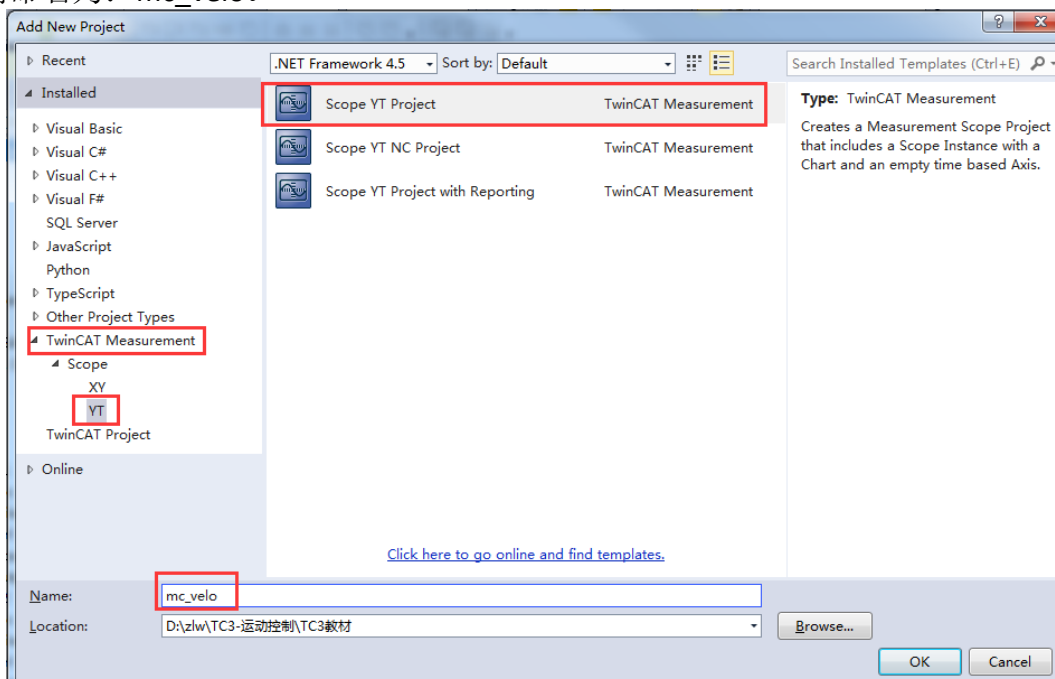 命名为：mc_velo。
Add New Project
Recent
.NET Framework 4.5
Sort by: Default
Search Installed Templates (Ctrl+E)
Installed
Visual Basic
Visual C#
Visual C++
Visual F#
SQL Server
JavaScript
Python
TypeScript
Other Project Types
TwinCAT Measurement
Scope
XY
YT
TwinCAT Project
Online
Scope YT Project TwinCAT Measurement
Scope YT NC Project TwinCAT Measurement
Scope YT Project with Reporting TwinCAT Measurement
Type: TwinCAT Measurement
Creates a Measurement Scope Project
that includes a Scope Instance with a
Chart and an empty time based Axis.
Click here to go online and find templates.
Name: mc_velo
Location: D:\zlw\TC3-运动控制\TC3教材
Browse...
OK Cancel